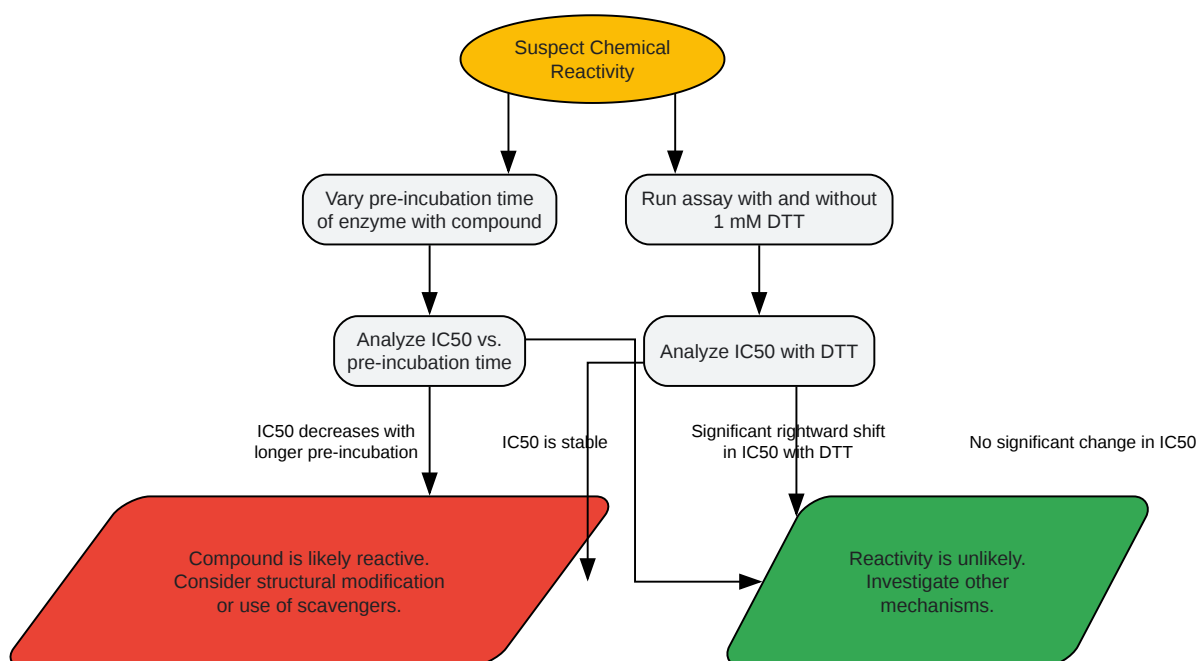 Suspect Chemical
Reactivity
Vary pre-incubation time
of enzyme with compound
Run assay with and without
1 mM DTT
Analyze IC50 vs.
pre-incubation time
Analyze IC50 with DTT
IC50 decreases with
longer pre-incubation
IC50 is stable
Significant rightward shift
in IC50 with DTT
No significant change in IC50
Compound is likely reactive.
Consider structural modification
or use of scavengers.
Reactivity is unlikely.
Investigate other
mechanisms.